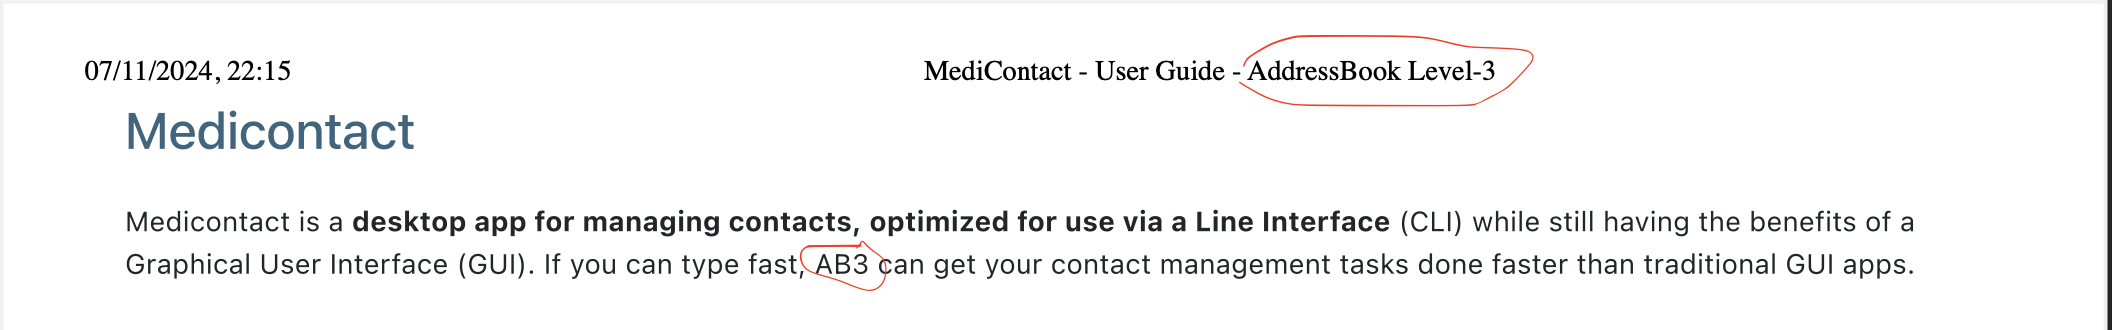 07/11/2024, 22:15 MediContact - User Guide - AddressBook Level-3
Medicontact
Medicontact is a desktop app for managing contacts, optimized for use via a Line Interface (CLI) while still having the benefits of a
Graphical User Interface (GUI). If you can type fast, AB3 can get your contact management tasks done faster than traditional GUI apps.